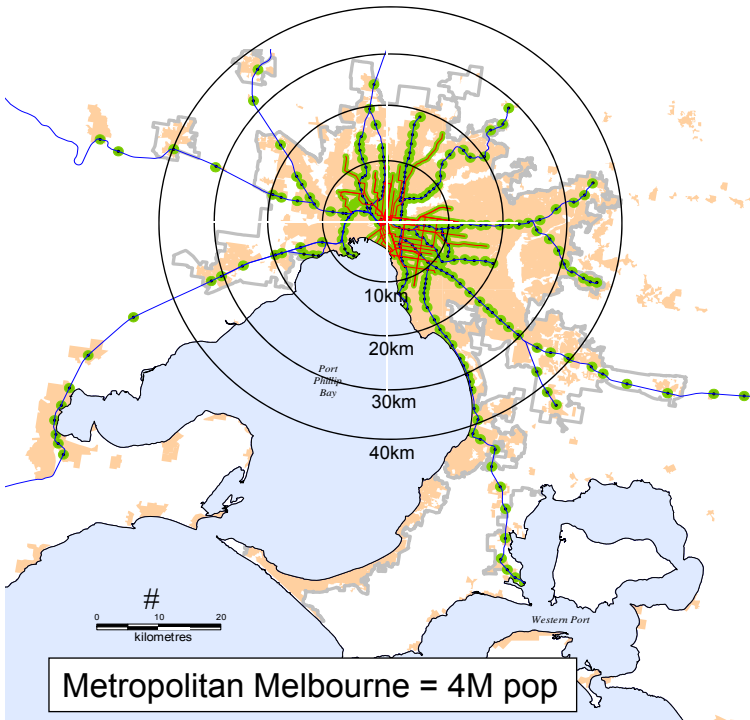 10km
20km
Port
Phillip
Bay
30km
40km
#
0 10 20
kilometres
Western Port
Metropolitan Melbourne = 4M pop